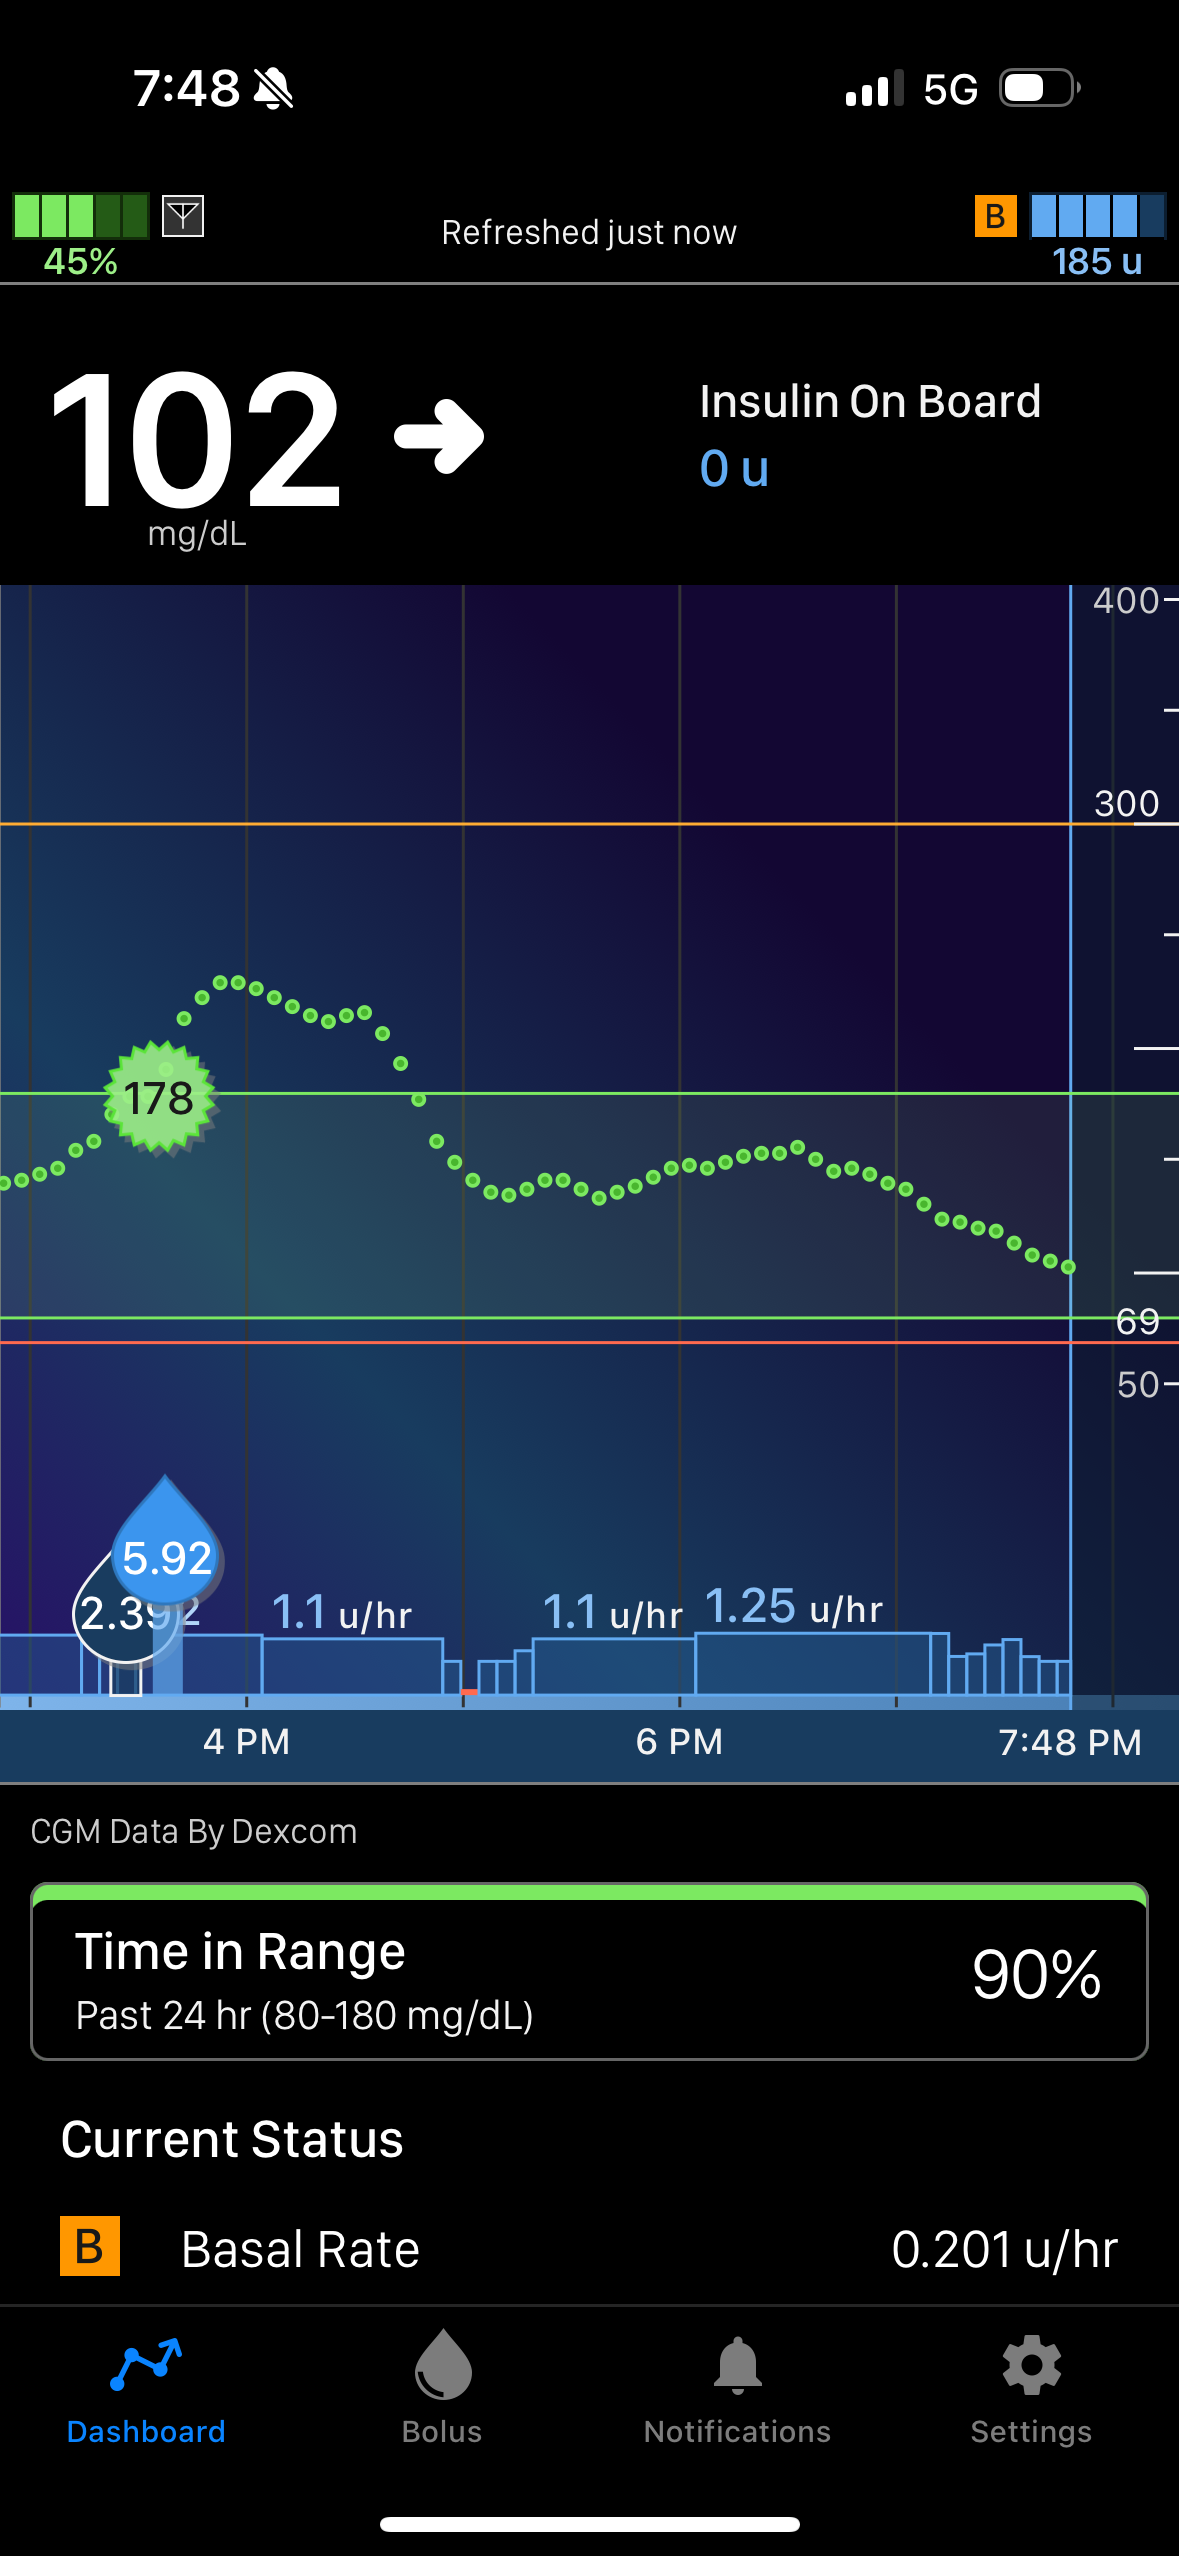 7:48
5G
45%
Refreshed just now
B
185 u
102
mg/dL
Insulin On Board
0 u
400
300
178
69
50
5.92
2.392
1.1 u/hr
1.1 u/hr
1.25 u/hr
4 PM
6 PM
7:48 PM
CGM Data By Dexcom
Time in Range
Past 24 hr (80-180 mg/dL)
90%
Current Status
B
Basal Rate
0.201 u/hr
Dashboard
Bolus
Notifications
Settings